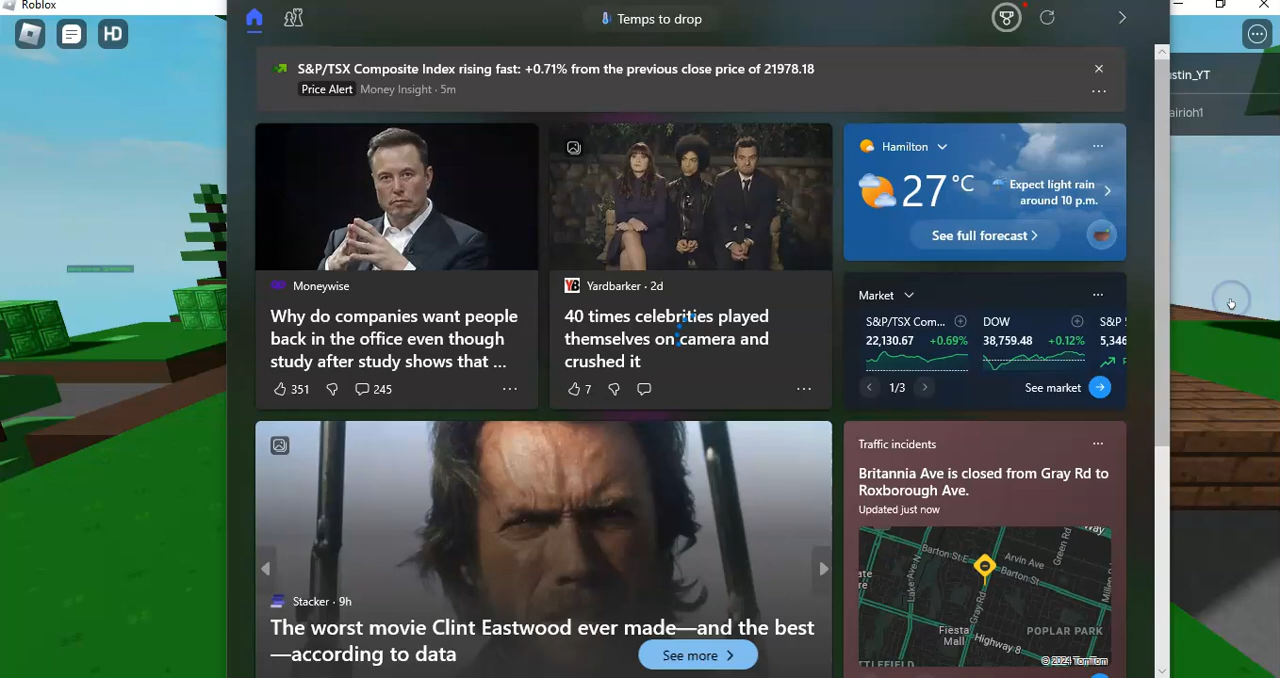 Roblox
HD
Temps to drop
S&P/TSX Composite Index rising fast: +0.71% from the previous close price of 21978.18
Price Alert Money Insight · 5m
Moneywise
Why do companies want people
back in the office even though
study after study shows that ...
351
245
YB Yardbarker · 2d
40 times celebrities played
themselves on camera and
crushed it
7
Hamilton
27 °C
Expect light rain
around 10 p.m.
See full forecast
Market
S&P/TSX Com...
22,130.67 +0.69%
DOW
38,759.48 +0.12%
S&P
5,346
1/3
See market
Stacker · 9h
The worst movie Clint Eastwood ever made—and the best
—according to data
See more
Traffic incidents
Britannia Ave is closed from Gray Rd to
Roxborough Ave.
Updated just now
Barton St E
Arvin Ave
Barton St
Green Rd
Lake Ave N
Gray Rd
Fiesta
Mall
Highway 8
POPLAR PARK
© 2024 TomTom
stin_YT
airioh1